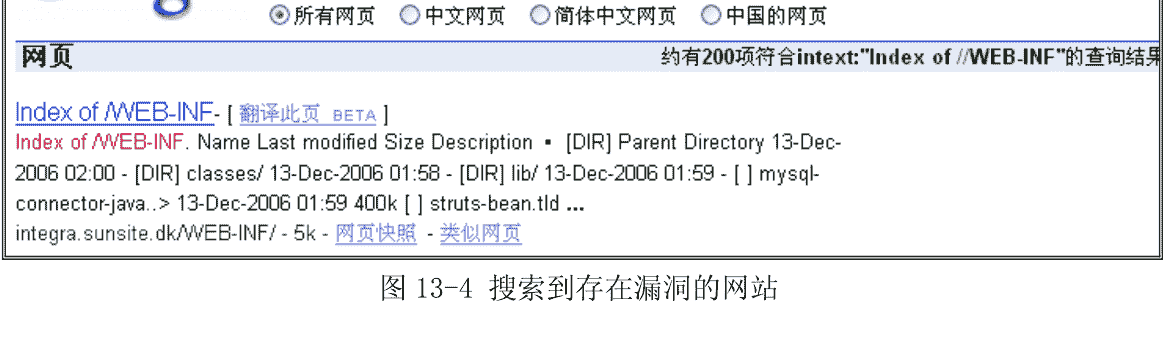 所有网页 中文网页 简体中文网页 中国的网页
网页 约有200项符合intext:"Index of //WEB-INF"的查询结果
Index of /WEB-INF- [ 翻译此页 BETA ]
Index of /WEB-INF. Name Last modified Size Description ▪ [DIR] Parent Directory 13-Dec-
2006 02:00 - [DIR] classes/ 13-Dec-2006 01:58 - [DIR] lib/ 13-Dec-2006 01:59 - [ ] mysql-
connector-java..> 13-Dec-2006 01:59 400k [ ] struts-bean.tld ...
integra.sunsite.dk/WEB-INF/ - 5k - 网页快照 - 类似网页
图 13-4 搜索到存在漏洞的网站